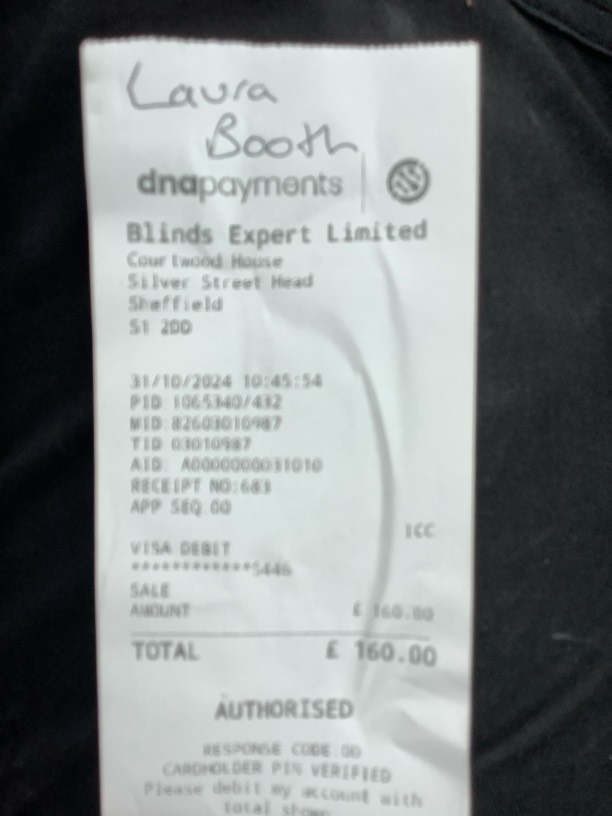 Laura
Booth
dnapayments
Blinds Expert Limited
Courtwood House
Silver Street Head
Sheffield
S1 2DD
31/10/2024 10:45:54
PID 1065340/432
MID:82603010987
TID 03010987
AID: A0000000031010
RECEIPT NO:683
APP SEQ:00
ICC
VISA DEBIT
************5446
SALE
AMOUNT £ 160.00
TOTAL £ 160.00
AUTHORISED
RESPONSE CODE:00
CARDHOLDER PIN VERIFIED
Please debit my account with
total shown